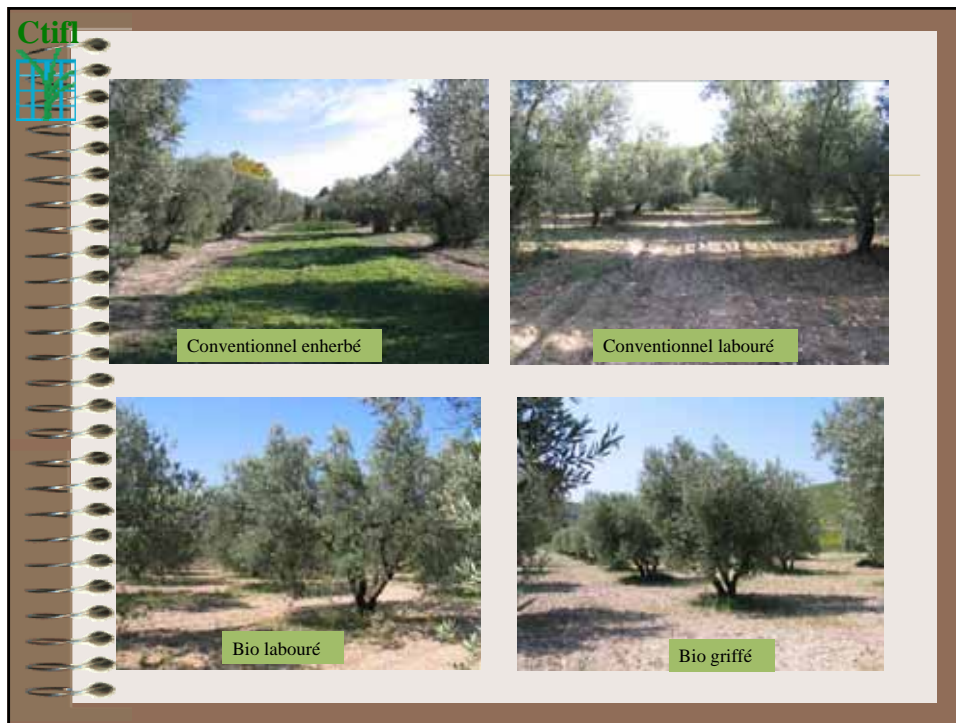 Ctifl
Conventionnel enherbé
Conventionnel labouré
Bio labouré
Bio griffé